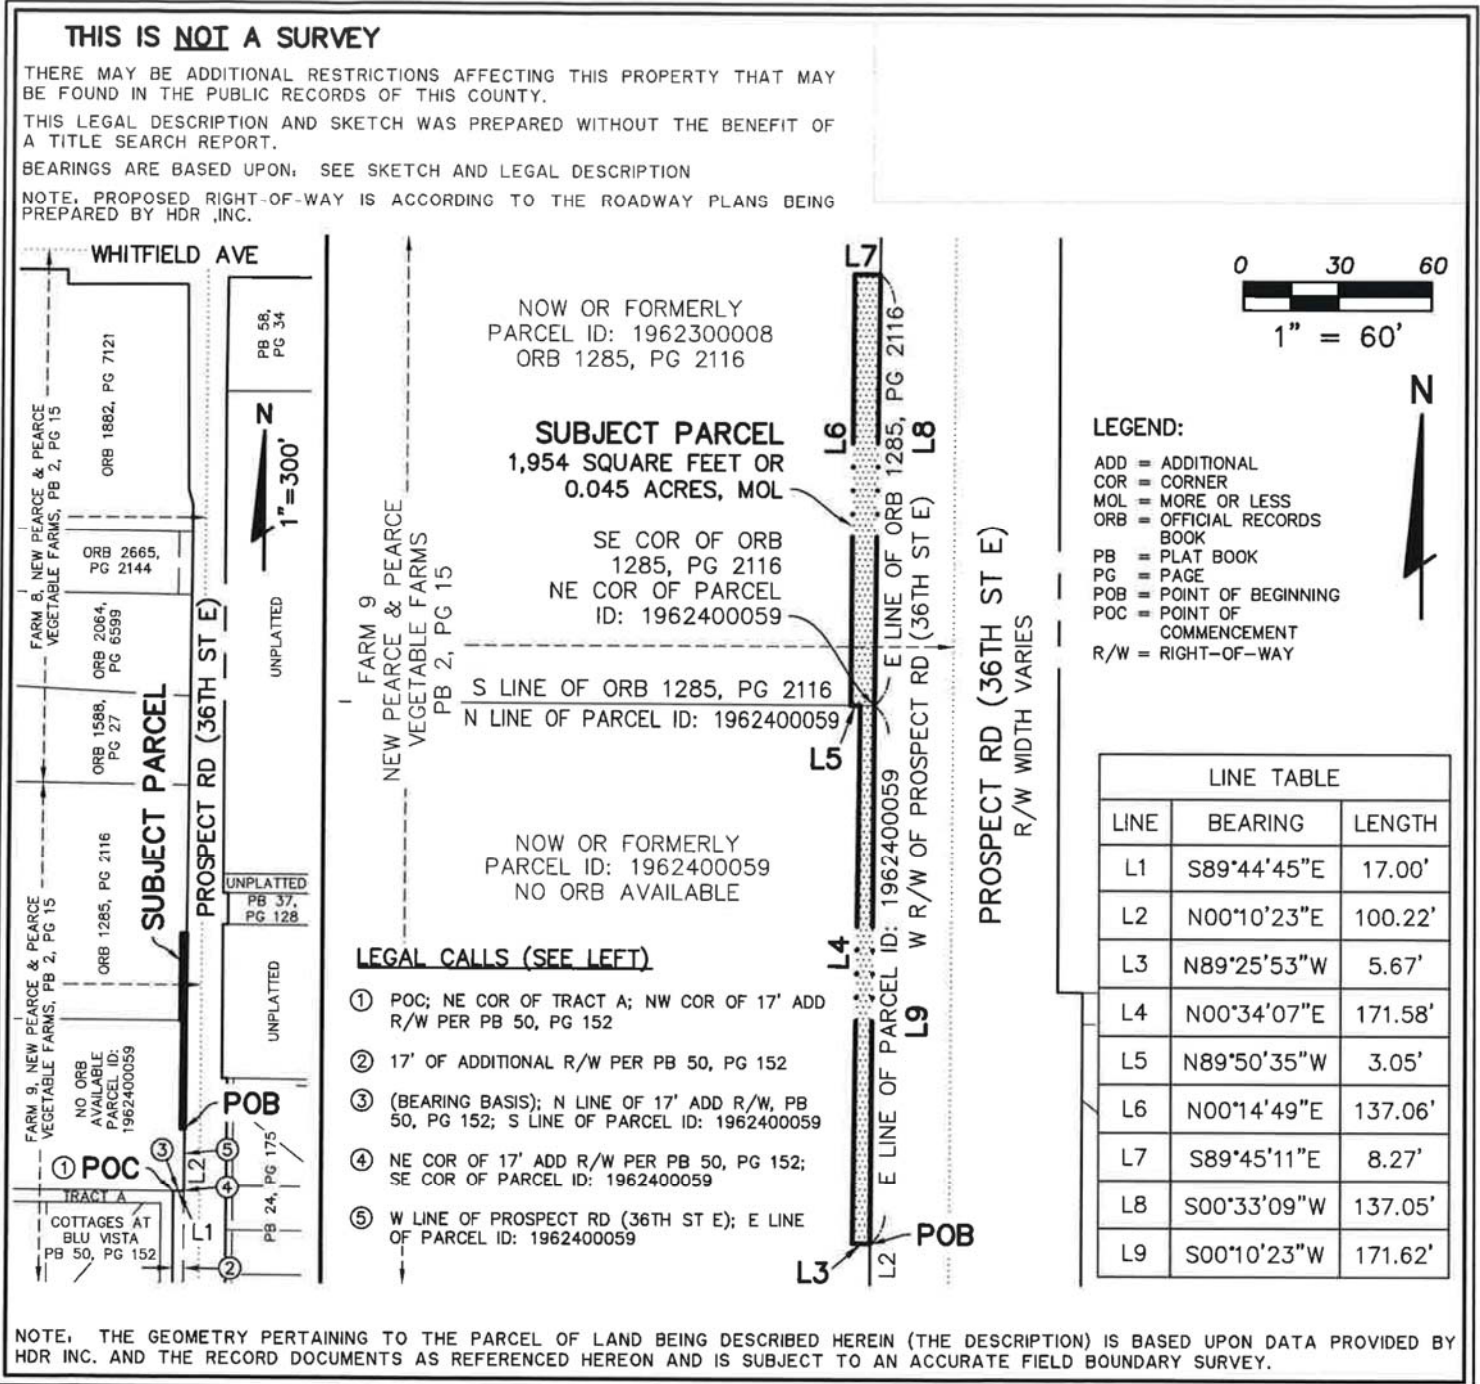 THIS IS NOT A SURVEY
THERE MAY BE ADDITIONAL RESTRICTIONS AFFECTING THIS PROPERTY THAT MAY
BE FOUND IN THE PUBLIC RECORDS OF THIS COUNTY.
THIS LEGAL DESCRIPTION AND SKETCH WAS PREPARED WITHOUT THE BENEFIT OF
A TITLE SEARCH REPORT.
BEARINGS ARE BASED UPON: SEE SKETCH AND LEGAL DESCRIPTION
NOTE: PROPOSED RIGHT-OF-WAY IS ACCORDING TO THE ROADWAY PLANS BEING
PREPARED BY HDR ,INC.
WHITFIELD AVE
ORB 1882, PG 7121
PB 58,
PG 34
FARM 8, NEW PEARCE & PEARCE
VEGETABLE FARMS, PB 2, PG 15
N
1"=300'
ORB 2665,
PG 2144
ORB 2064,
PG 6599
UNPLATTED
ORB 1588,
PG 27
SUBJECT PARCEL
PROSPECT RD (36TH ST E)
ORB 1285, PG 2116
UNPLATTED
PB 37,
PG 128
UNPLATTED
FARM 9, NEW PEARCE & PEARCE
VEGETABLE FARMS, PB 2, PG 15
NO ORB
AVAILABLE
PARCEL ID:
1962400059
POB
3
5
L2
1 POC
4
TRACT A
COTTAGES AT
BLU VISTA
PB 50, PG 152
L1
PB 24, PG 175
2
L7
NOW OR FORMERLY
PARCEL ID: 1962300008
ORB 1285, PG 2116
SUBJECT PARCEL
1,954 SQUARE FEET OR
0.045 ACRES, MOL
L6
L8
SE COR OF ORB
1285, PG 2116
NE COR OF PARCEL
ID: 1962400059
E LINE OF ORB 1285, PG 2116
W R/W OF PROSPECT RD (36TH ST E)
FARM 9
NEW PEARCE & PEARCE
VEGETABLE FARMS
PB 2, PG 15
S LINE OF ORB 1285, PG 2116
N LINE OF PARCEL ID: 1962400059
L5
NOW OR FORMERLY
PARCEL ID: 1962400059
NO ORB AVAILABLE
L4
L9
E LINE OF PARCEL ID: 1962400059
PROSPECT RD (36TH ST E)
R/W WIDTH VARIES
LEGAL CALLS (SEE LEFT)
1 POC; NE COR OF TRACT A; NW COR OF 17' ADD
R/W PER PB 50, PG 152
2 17' OF ADDITIONAL R/W PER PB 50, PG 152
3 (BEARING BASIS); N LINE OF 17' ADD R/W, PB
50, PG 152; S LINE OF PARCEL ID: 1962400059
4 NE COR OF 17' ADD R/W PER PB 50, PG 152;
SE COR OF PARCEL ID: 1962400059
5 W LINE OF PROSPECT RD (36TH ST E); E LINE
OF PARCEL ID: 1962400059
L3
L2
POB
0 30 60
1" = 60'
N
LEGEND:
ADD = ADDITIONAL
COR = CORNER
MOL = MORE OR LESS
ORB = OFFICIAL RECORDS
BOOK
PB = PLAT BOOK
PG = PAGE
POB = POINT OF BEGINNING
POC = POINT OF
COMMENCEMENT
R/W = RIGHT-OF-WAY
LINE TABLE
LINE BEARING LENGTH
L1 S89°44'45"E 17.00'
L2 N00°10'23"E 100.22'
L3 N89°25'53"W 5.67'
L4 N00°34'07"E 171.58'
L5 N89°50'35"W 3.05'
L6 N00°14'49"E 137.06'
L7 S89°45'11"E 8.27'
L8 S00°33'09"W 137.05'
L9 S00°10'23"W 171.62'
NOTE: THE GEOMETRY PERTAINING TO THE PARCEL OF LAND BEING DESCRIBED HEREIN (THE DESCRIPTION) IS BASED UPON DATA PROVIDED BY
HDR INC. AND THE RECORD DOCUMENTS AS REFERENCED HEREON AND IS SUBJECT TO AN ACCURATE FIELD BOUNDARY SURVEY.